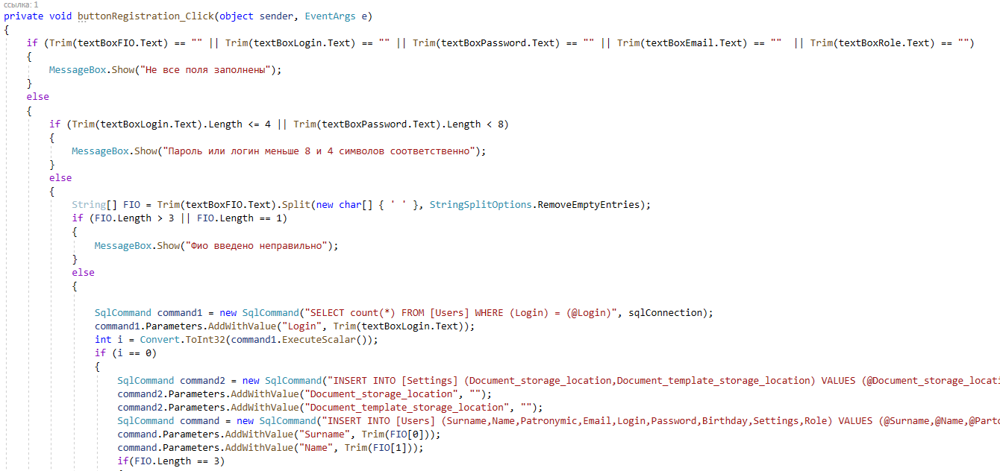 ссылка: 1
private void buttonRegistration_Click(object sender, EventArgs e)
{
if (Trim(textBoxFIO.Text) == "" || Trim(textBoxLogin.Text) == "" || Trim(textBoxPassword.Text) == "" || Trim(textBoxEmail.Text) == "" || Trim(textBoxRole.Text) == "")
{
MessageBox.Show("Не все поля заполнены");
}
else
{
if (Trim(textBoxLogin.Text).Length <= 4 || Trim(textBoxPassword.Text).Length < 8)
{
MessageBox.Show("Пароль или логин меньше 8 и 4 символов соответственно");
}
else
{
String[] FIO = Trim(textBoxFIO.Text).Split(new char[] { ' ' }, StringSplitOptions.RemoveEmptyEntries);
if (FIO.Length > 3 || FIO.Length == 1)
{
MessageBox.Show("Фио введено неправильно");
}
else
{
SqlCommand command1 = new SqlCommand("SELECT count(*) FROM [Users] WHERE (Login) = (@Login)", sqlConnection);
command1.Parameters.AddWithValue("Login", Trim(textBoxLogin.Text));
int i = Convert.ToInt32(command1.ExecuteScalar());
if (i == 0)
{
SqlCommand command2 = new SqlCommand("INSERT INTO [Settings] (Document_storage_location,Document_template_storage_location) VALUES (@Document_storage_locati
command2.Parameters.AddWithValue("Document_storage_location", "");
command2.Parameters.AddWithValue("Document_template_storage_location", "");
SqlCommand command = new SqlCommand("INSERT INTO [Users] (Surname,Name,Patronymic,Email,Login,Password,Birthday,Settings,Role) VALUES (@Surname,@Name,@Parto
command.Parameters.AddWithValue("Surname", Trim(FIO[0]));
command.Parameters.AddWithValue("Name", Trim(FIO[1]));
if(FIO.Length == 3)